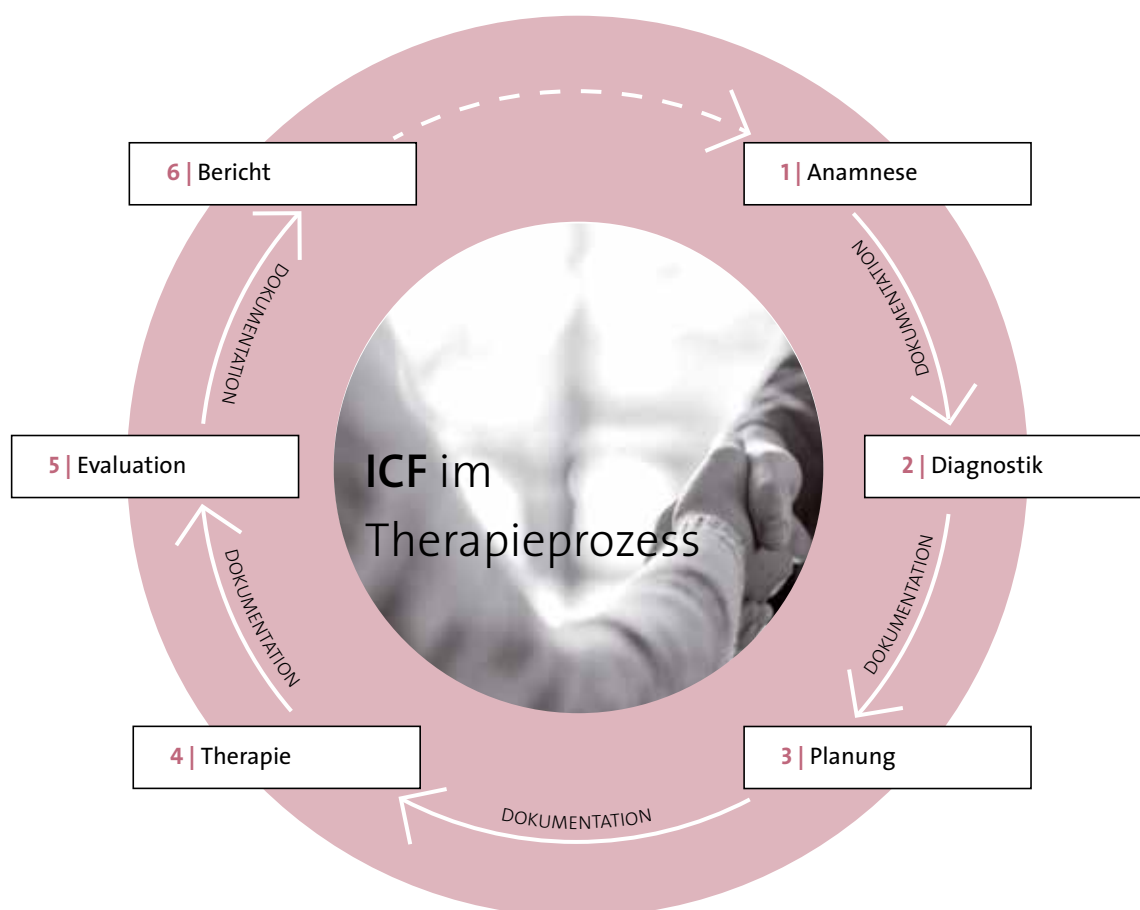 6 | Bericht
1 | Anamnese
DOKUMENTATION
DOKUMENTATION
5 | Evaluation
ICF im
Therapieprozess
2 | Diagnostik
DOKUMENTATION
DOKUMENTATION
4 | Therapie
3 | Planung
DOKUMENTATION